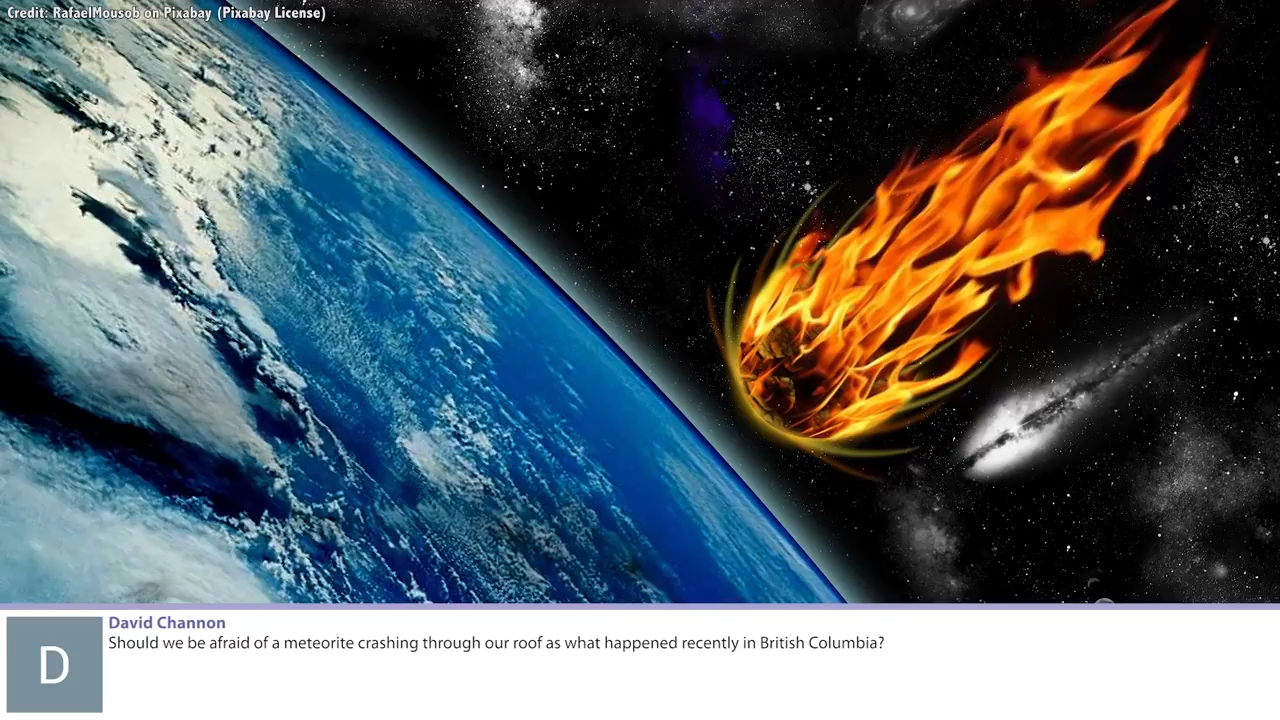 Credit: RafaelMousob on Pixabay (Pixabay License)
David Channon
D
Should we be afraid of a meteorite crashing through our roof as what happened recently in British Columbia?